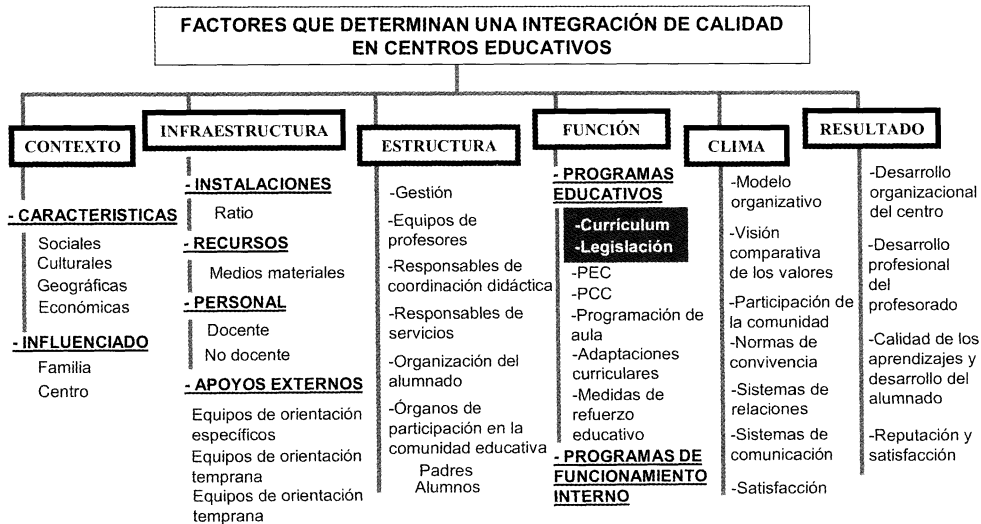 FACTORES QUE DETERMINAN UNA INTEGRACIÓN DE CALIDAD
EN CENTROS EDUCATIVOS
CONTEXTO
- CARACTERISTICAS
Sociales
Culturales
Geográficas
Económicas
- INFLUENCIADO
Familia
Centro
INFRAESTRUCTURA
- INSTALACIONES
Ratio
- RECURSOS
Medios materiales
- PERSONAL
Docente
No docente
- APOYOS EXTERNOS
Equipos de orientación
específicos
Equipos de orientación
temprana
Equipos de orientación
temprana
ESTRUCTURA
-Gestión
-Equipos de
profesores
-Responsables de
coordinación didáctica
-Responsables de
servicios
-Organización del
alumnado
-Órganos de
participación en la
comunidad educativa
Padres
Alumnos
FUNCIÓN
- PROGRAMAS
EDUCATIVOS
-Currículum
-Legislación
-PEC
-PCC
-Programación de
aula
-Adaptaciones
curriculares
-Medidas de
refuerzo
educativo
- PROGRAMAS DE
FUNCIONAMIENTO
INTERNO
CLIMA
-Modelo
organizativo
-Visión
comparativa
de los valores
-Participación de
la comunidad
-Normas de
convivencia
-Sistemas de
relaciones
-Sistemas de
comunicación
-Satisfacción
RESULTADO
-Desarrollo
organizacional
del centro
-Desarrollo
profesional
del
profesorado
-Calidad de los
aprendizajes y
desarrollo del
alumnado
-Reputación y
satisfacción